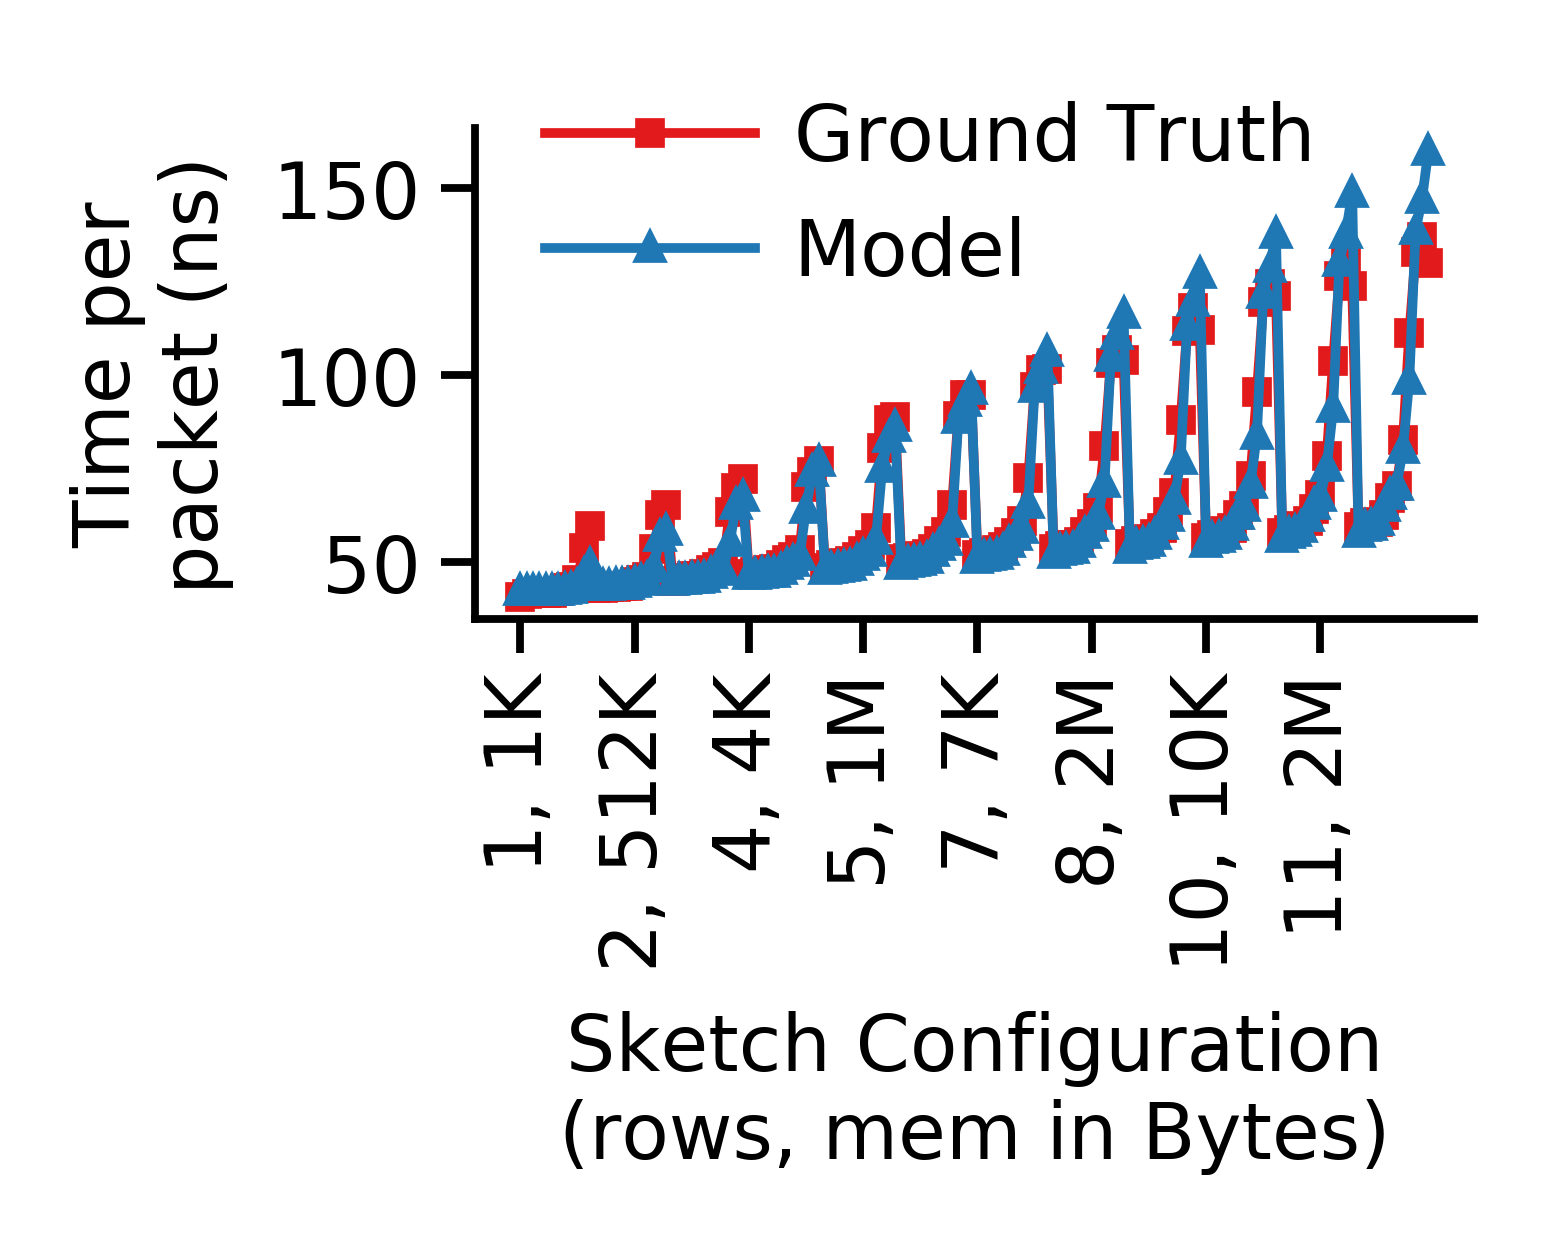 Ground Truth
Model
Time per
packet (ns)
150
100
50
1, 1K
2, 512K
4, 4K
5, 1M
7, 7K
8, 2M
10, 10K
11, 2M
Sketch Configuration
(rows, mem in Bytes)